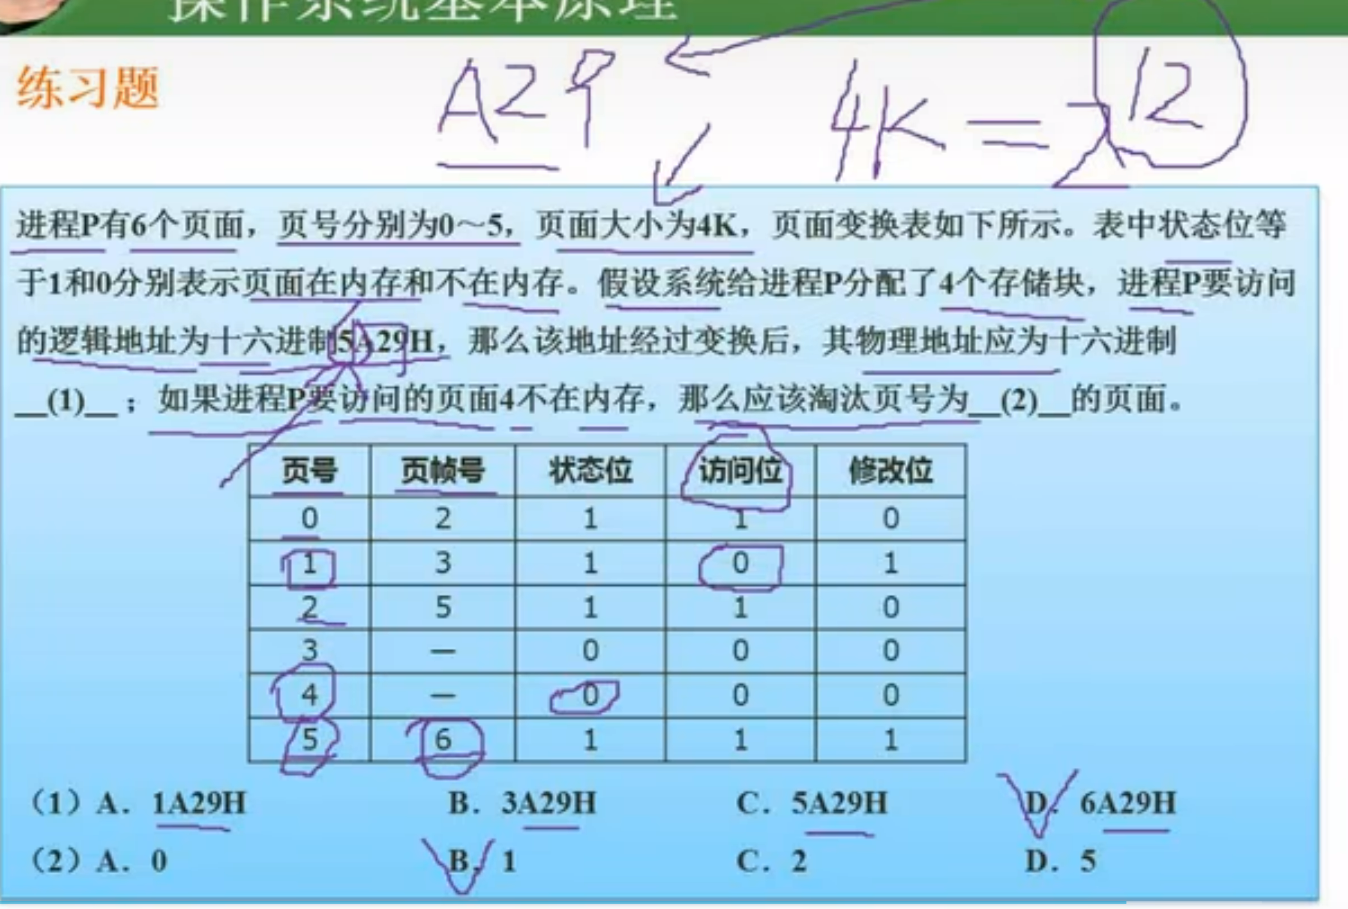 操作系统基本原理
练习题
A29
4K=2^12
进程P有6个页面，页号分别为0～5，页面大小为4K，页面变换表如下所示。表中状态位等
于1和0分别表示页面在内存和不在内存。假设系统给进程P分配了4个存储块，进程P要访问
的逻辑地址为十六进制5A29H，那么该地址经过变换后，其物理地址应为十六进制
__(1)__；如果进程P要访问的页面4不在内存，那么应该淘汰页号为__(2)__的页面。
页号 页帧号 状态位 访问位 修改位
0 2 1 1 0
1 3 1 0 1
2 5 1 1 0
3 — 0 0 0
4 — 0 0 0
5 6 1 1 1
（1）A．1A29H B．3A29H C．5A29H D．6A29H
（2）A．0 B．1 C．2 D．5